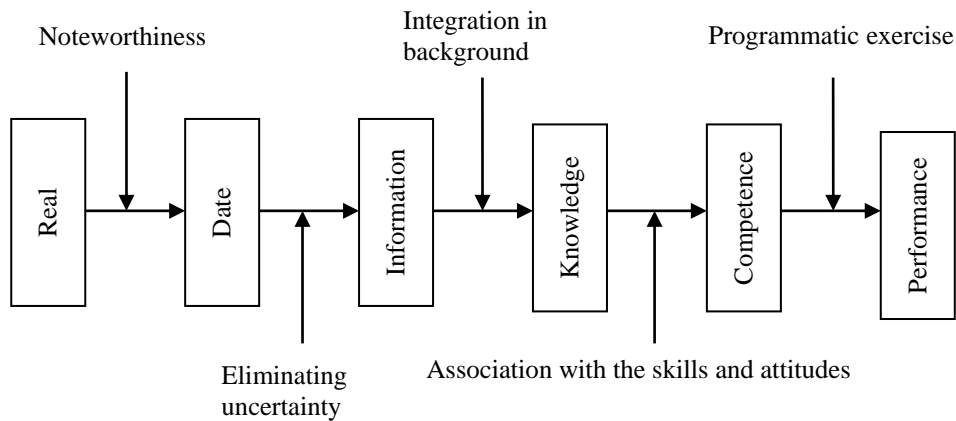 Noteworthiness
Integration in
background
Programmatic exercise
Real
Date
Information
Knowledge
Competence
Performance
Eliminating
uncertainty
Association with the skills and attitudes